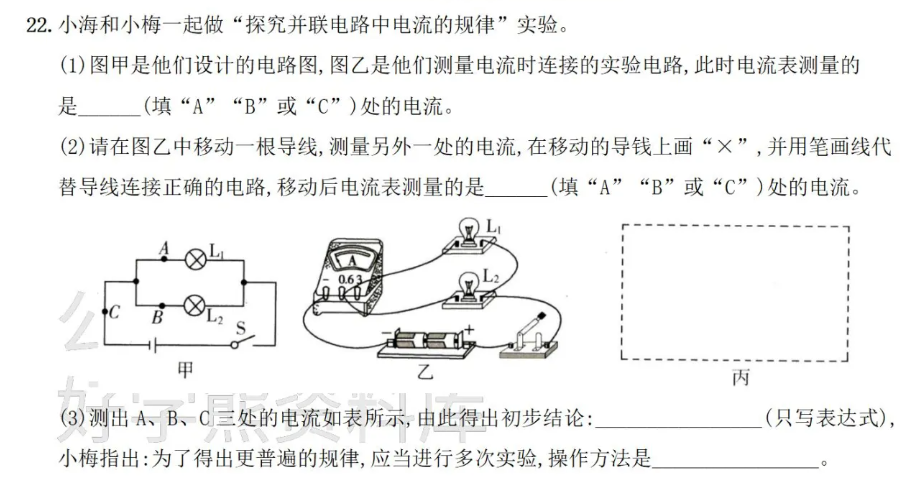 22. 小海和小梅一起做“探究并联电路中电流的规律”实验。
(1)图甲是他们设计的电路图,图乙是他们测量电流时连接的实验电路,此时电流表测量的
是______(填“A”“B”或“C”)处的电流。
(2)请在图乙中移动一根导线,测量另外一处的电流,在移动的导钱上画“×”,并用笔画线代
替导线连接正确的电路,移动后电流表测量的是______(填“A”“B”或“C”)处的电流。
A L₁
C B L₂ S
甲
A
- 0.6 3
L₁
L₂
- +
乙
丙
(3)测出 A、B、C 三处的电流如表所示,由此得出初步结论:________________(只写表达式),
小梅指出:为了得出更普遍的规律,应当进行多次实验,操作方法是________________。
好学熊资料库